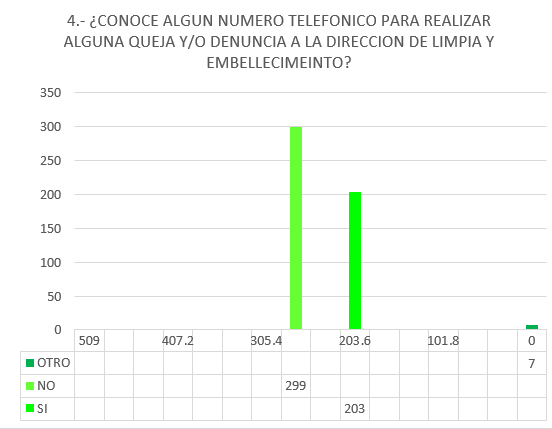 4.- ¿CONOCE ALGUN NUMERO TELEFONICO PARA REALIZAR
ALGUNA QUEJA Y/O DENUNCIA A LA DIRECCION DE LIMPIA Y
EMBELLECIMEINTO?
350
300
250
200
150
100
50
0
509 407.2 305.4 203.6 101.8 0
OTRO 7
NO 299
SI 203